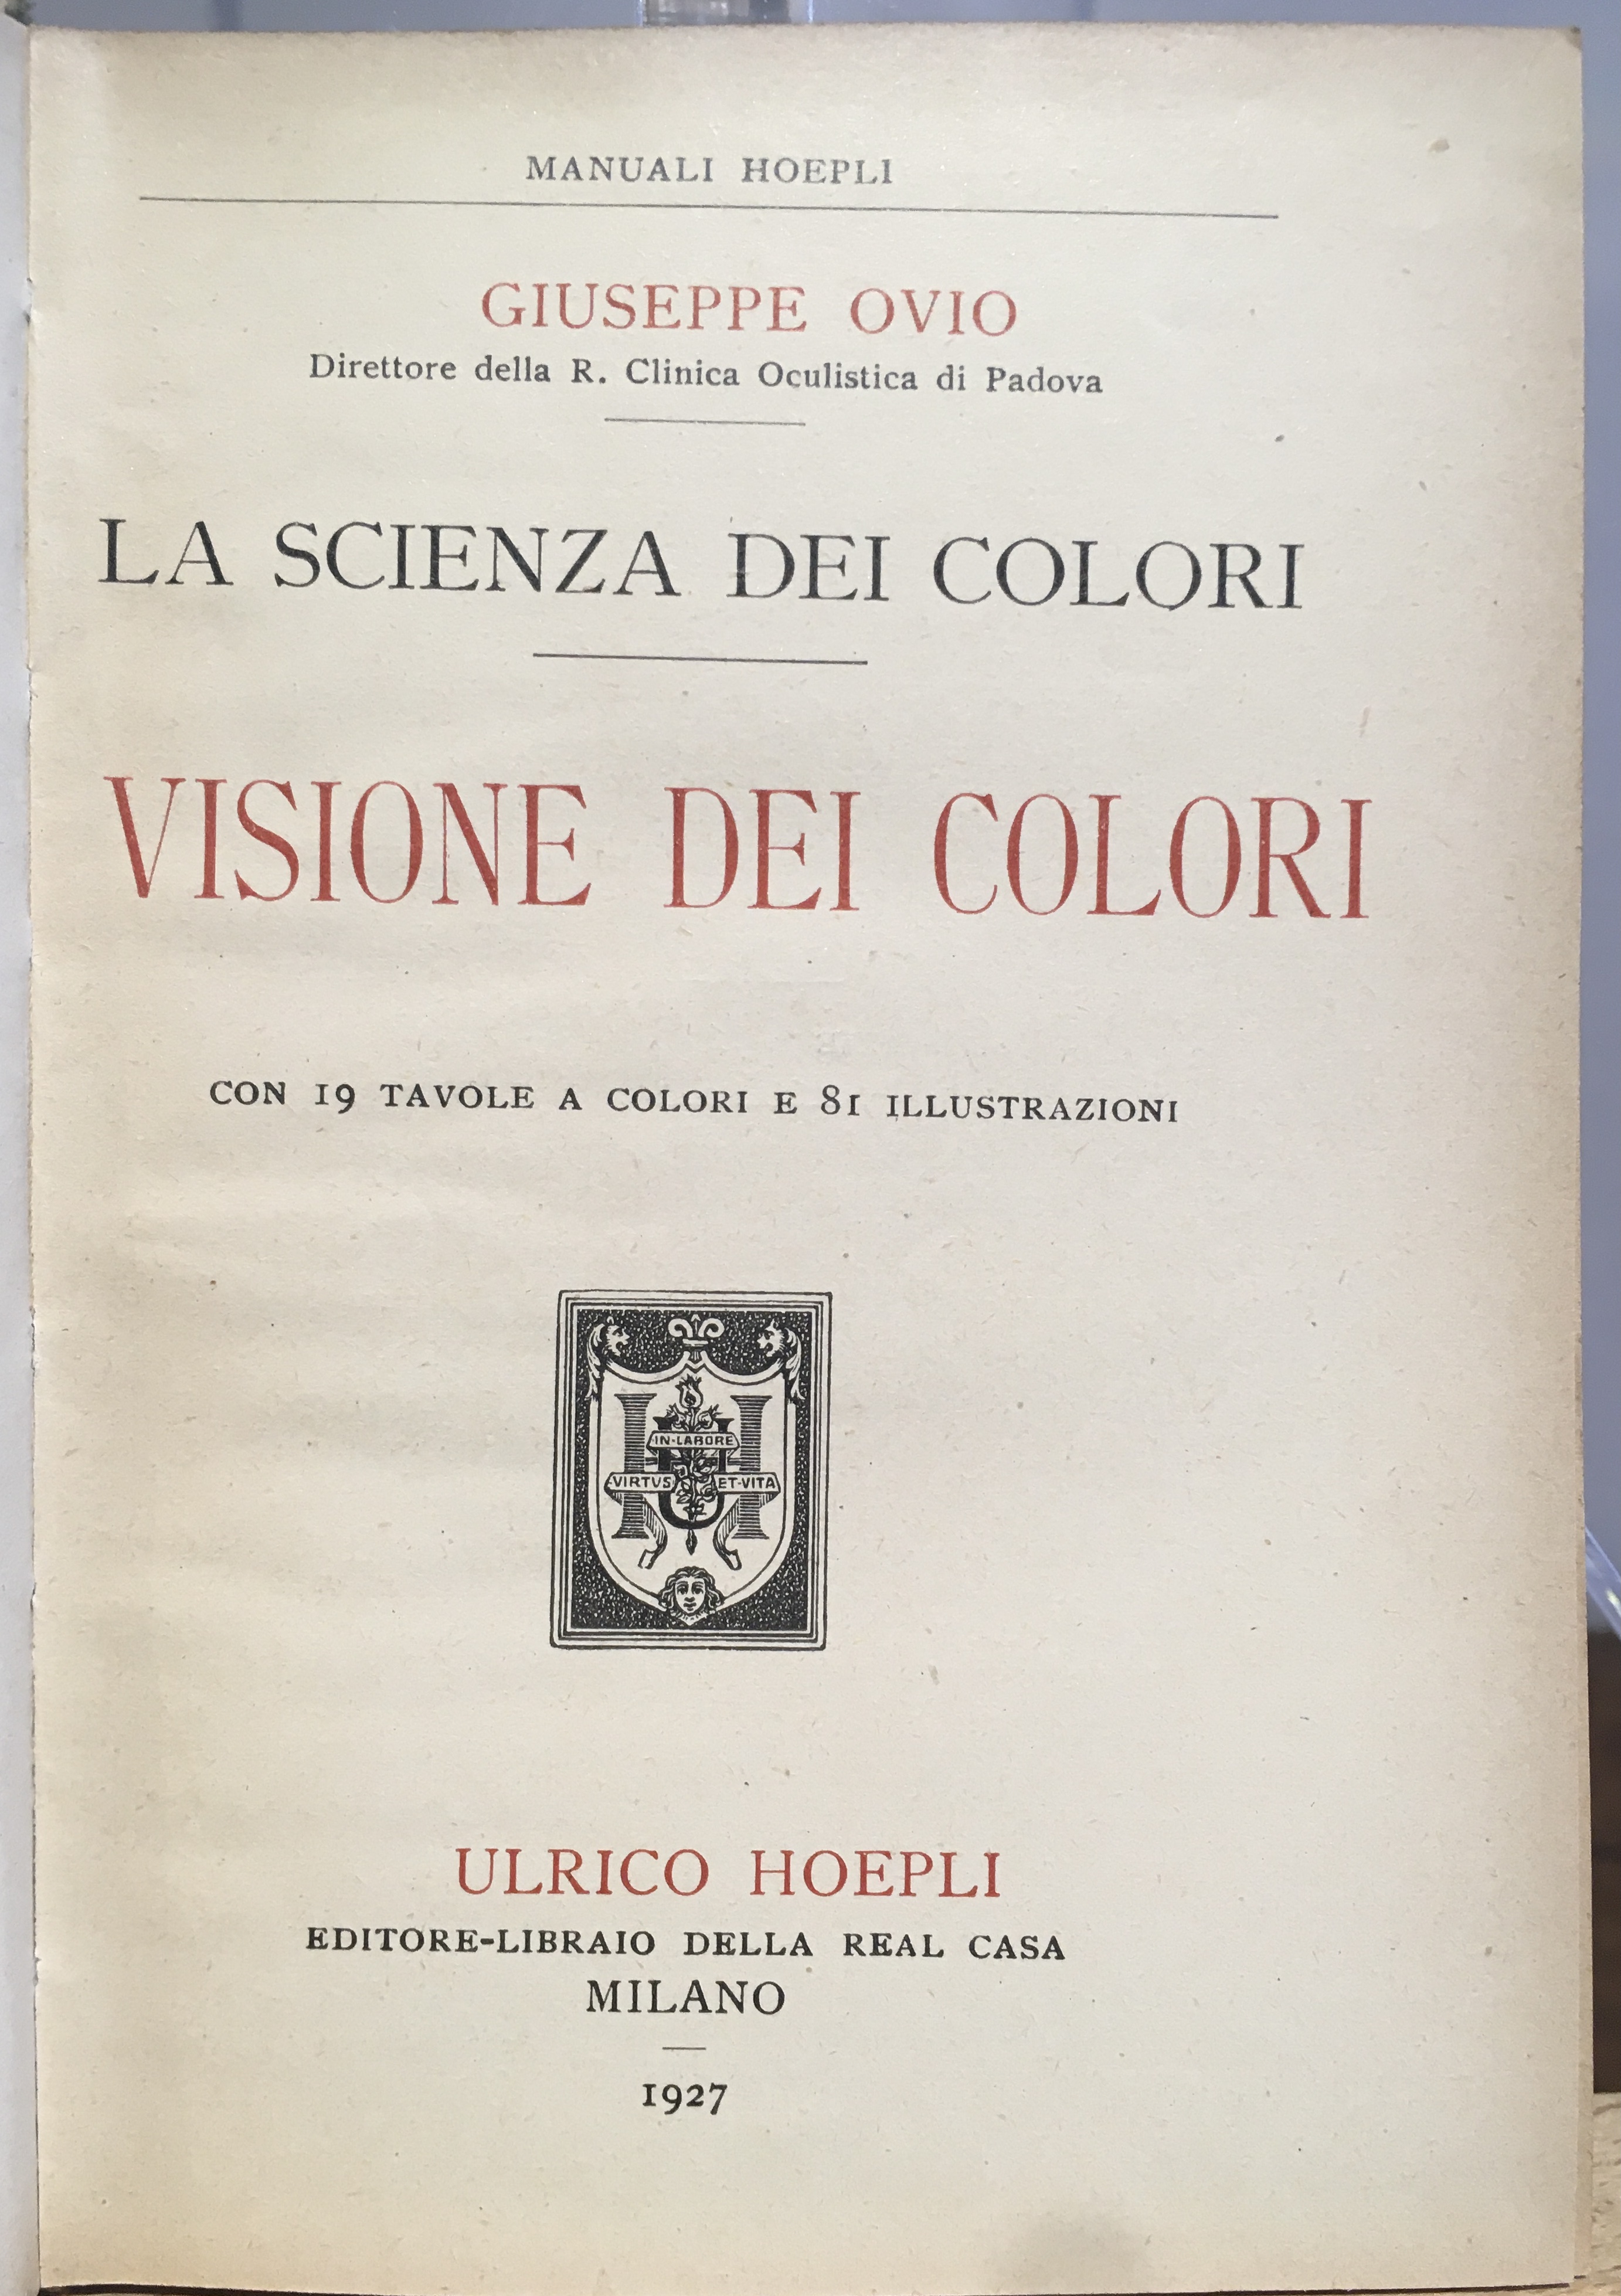 MANUALI HOEPLI
GIUSEPPE OVIO
Direttore della R. Clinica Oculistica di Padova
LA SCIENZA DEI COLORI
VISIONE DEI COLORI
CON 19 TAVOLE A COLORI E 81 ILLUSTRAZIONI
H
U
IN·LABORE
VIRTVS ET·VITA
ULRICO HOEPLI
EDITORE-LIBRAIO DELLA REAL CASA
MILANO
1927